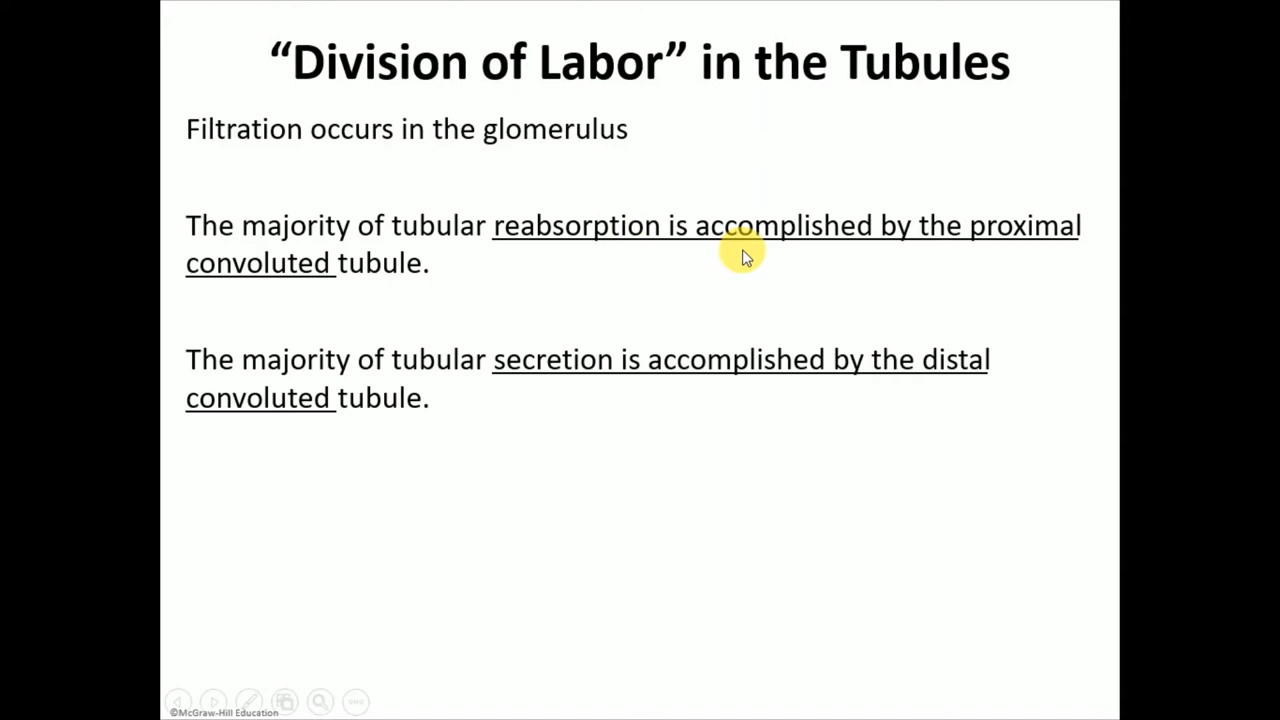 “Division of Labor” in the Tubules
Filtration occurs in the glomerulus
The majority of tubular reabsorption is accomplished by the proximal
convoluted tubule.
The majority of tubular secretion is accomplished by the distal
convoluted tubule.
©McGraw-Hill Education